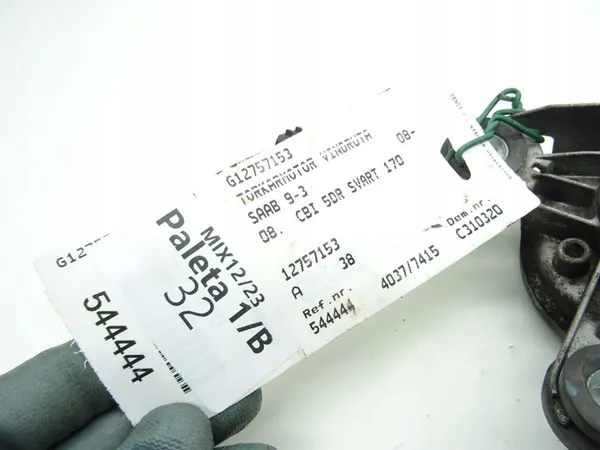 G12757153
TORKARMOTOR VINDRUTA 08-
SAAB 9-3
08. CBI 5DR SVART 170
12757153
A 38 4037/7415
Dem.nr.
C310320
Ref.nr.
544444
G1275715
544444
MIX12/23
Paleta 1/B
32